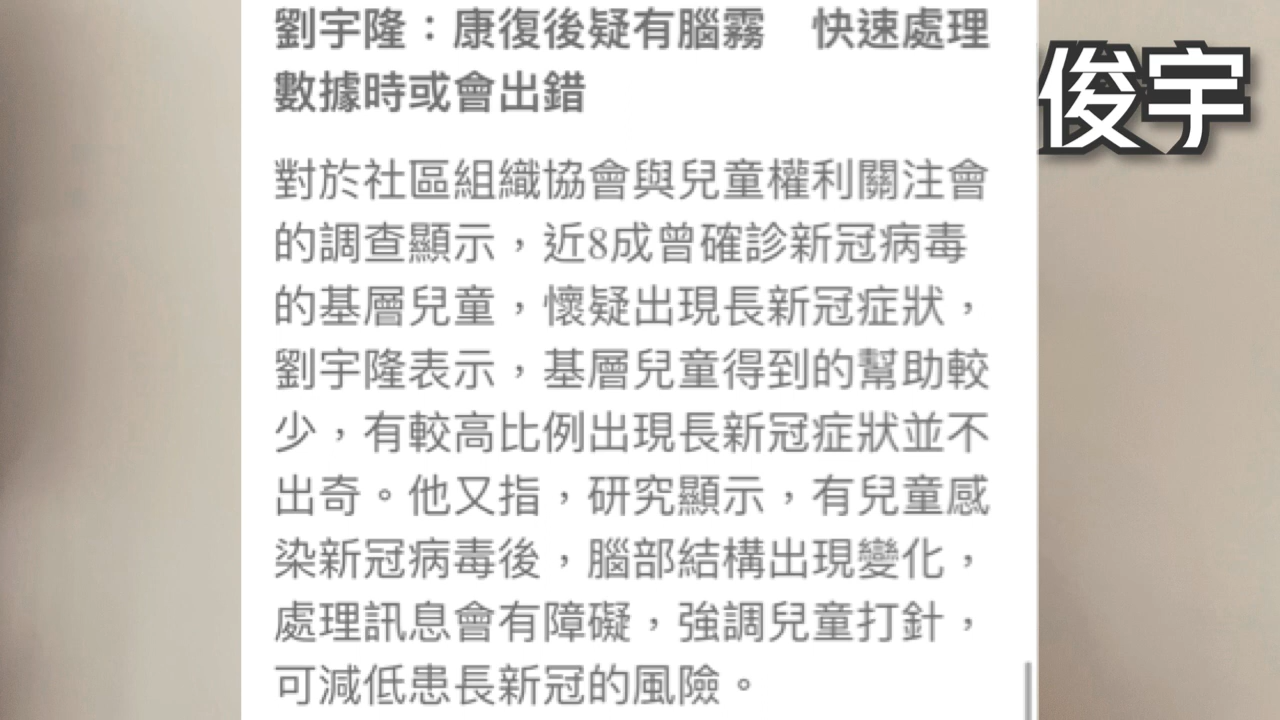 劉宇隆：康復後疑有腦霧　快速處理
數據時或會出錯
俊宇
對於社區組織協會與兒童權利關注會
的調查顯示，近8成曾確診新冠病毒
的基層兒童，懷疑出現長新冠症狀，
劉宇隆表示，基層兒童得到的幫助較
少，有較高比例出現長新冠症狀並不
出奇。他又指，研究顯示，有兒童感
染新冠病毒後，腦部結構出現變化，
處理訊息會有障礙，強調兒童打針，
可減低患長新冠的風險。